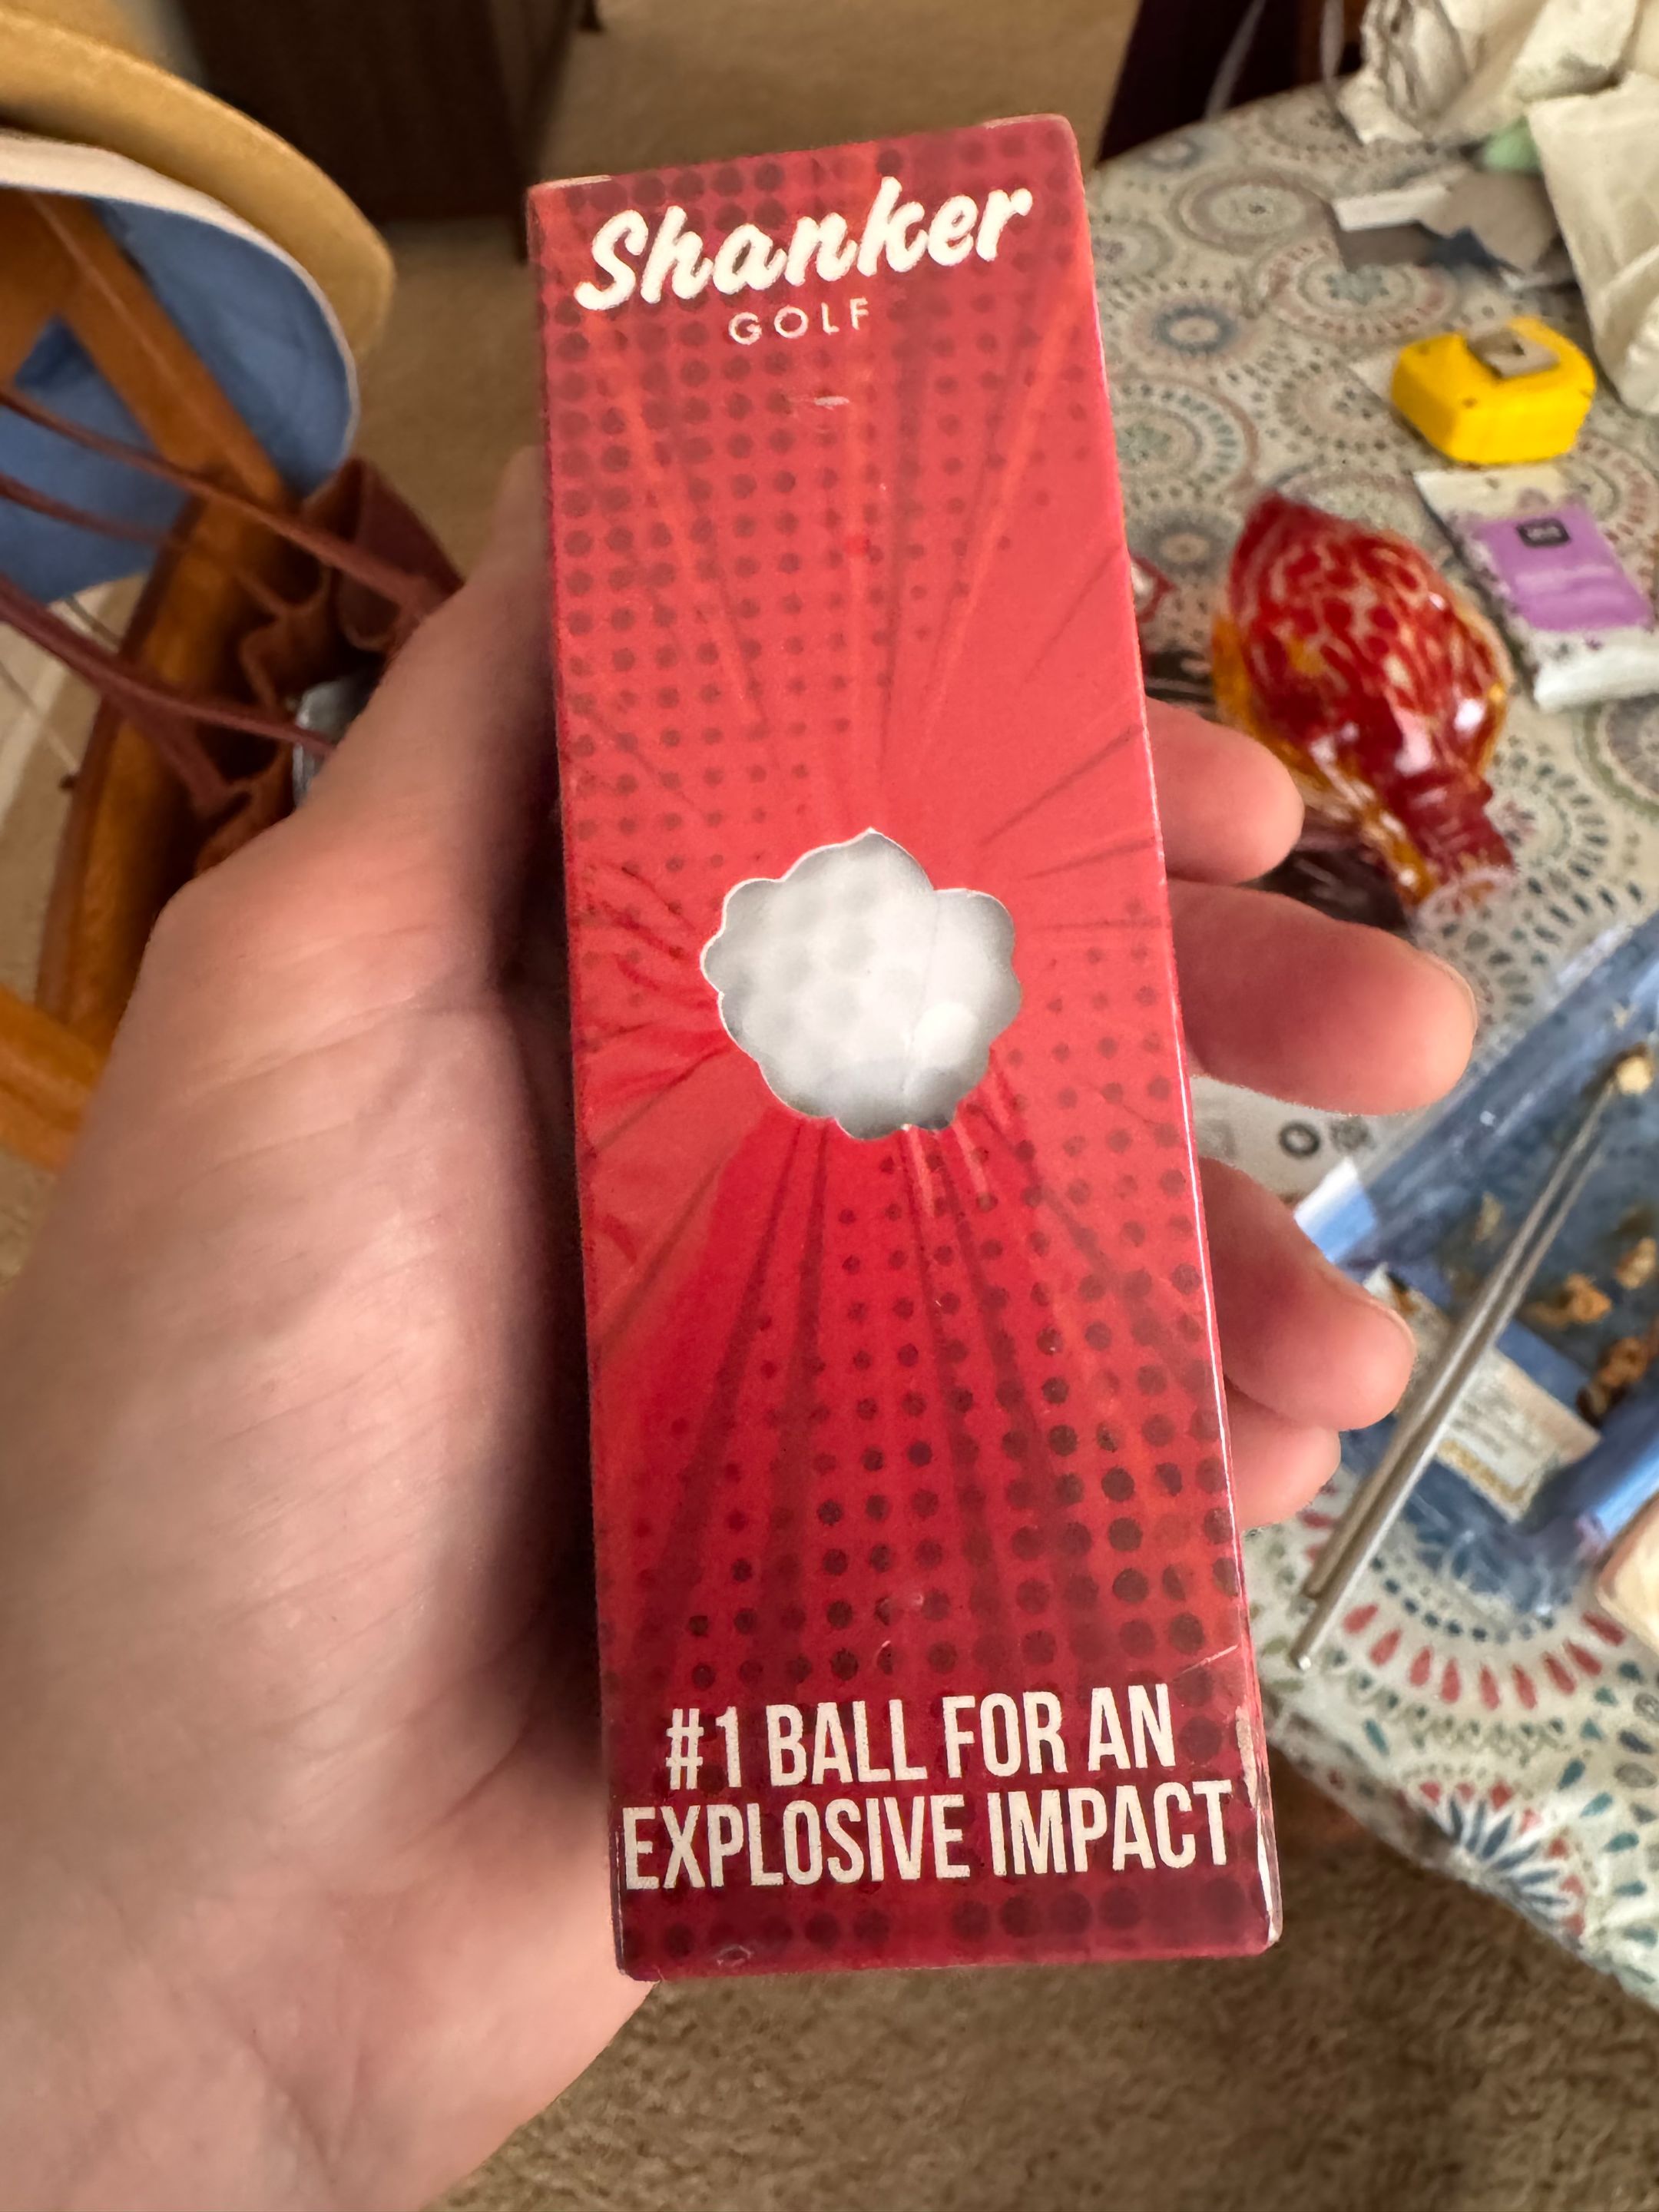 Shanker
GOLF
#1 BALL FOR AN
EXPLOSIVE IMPACT